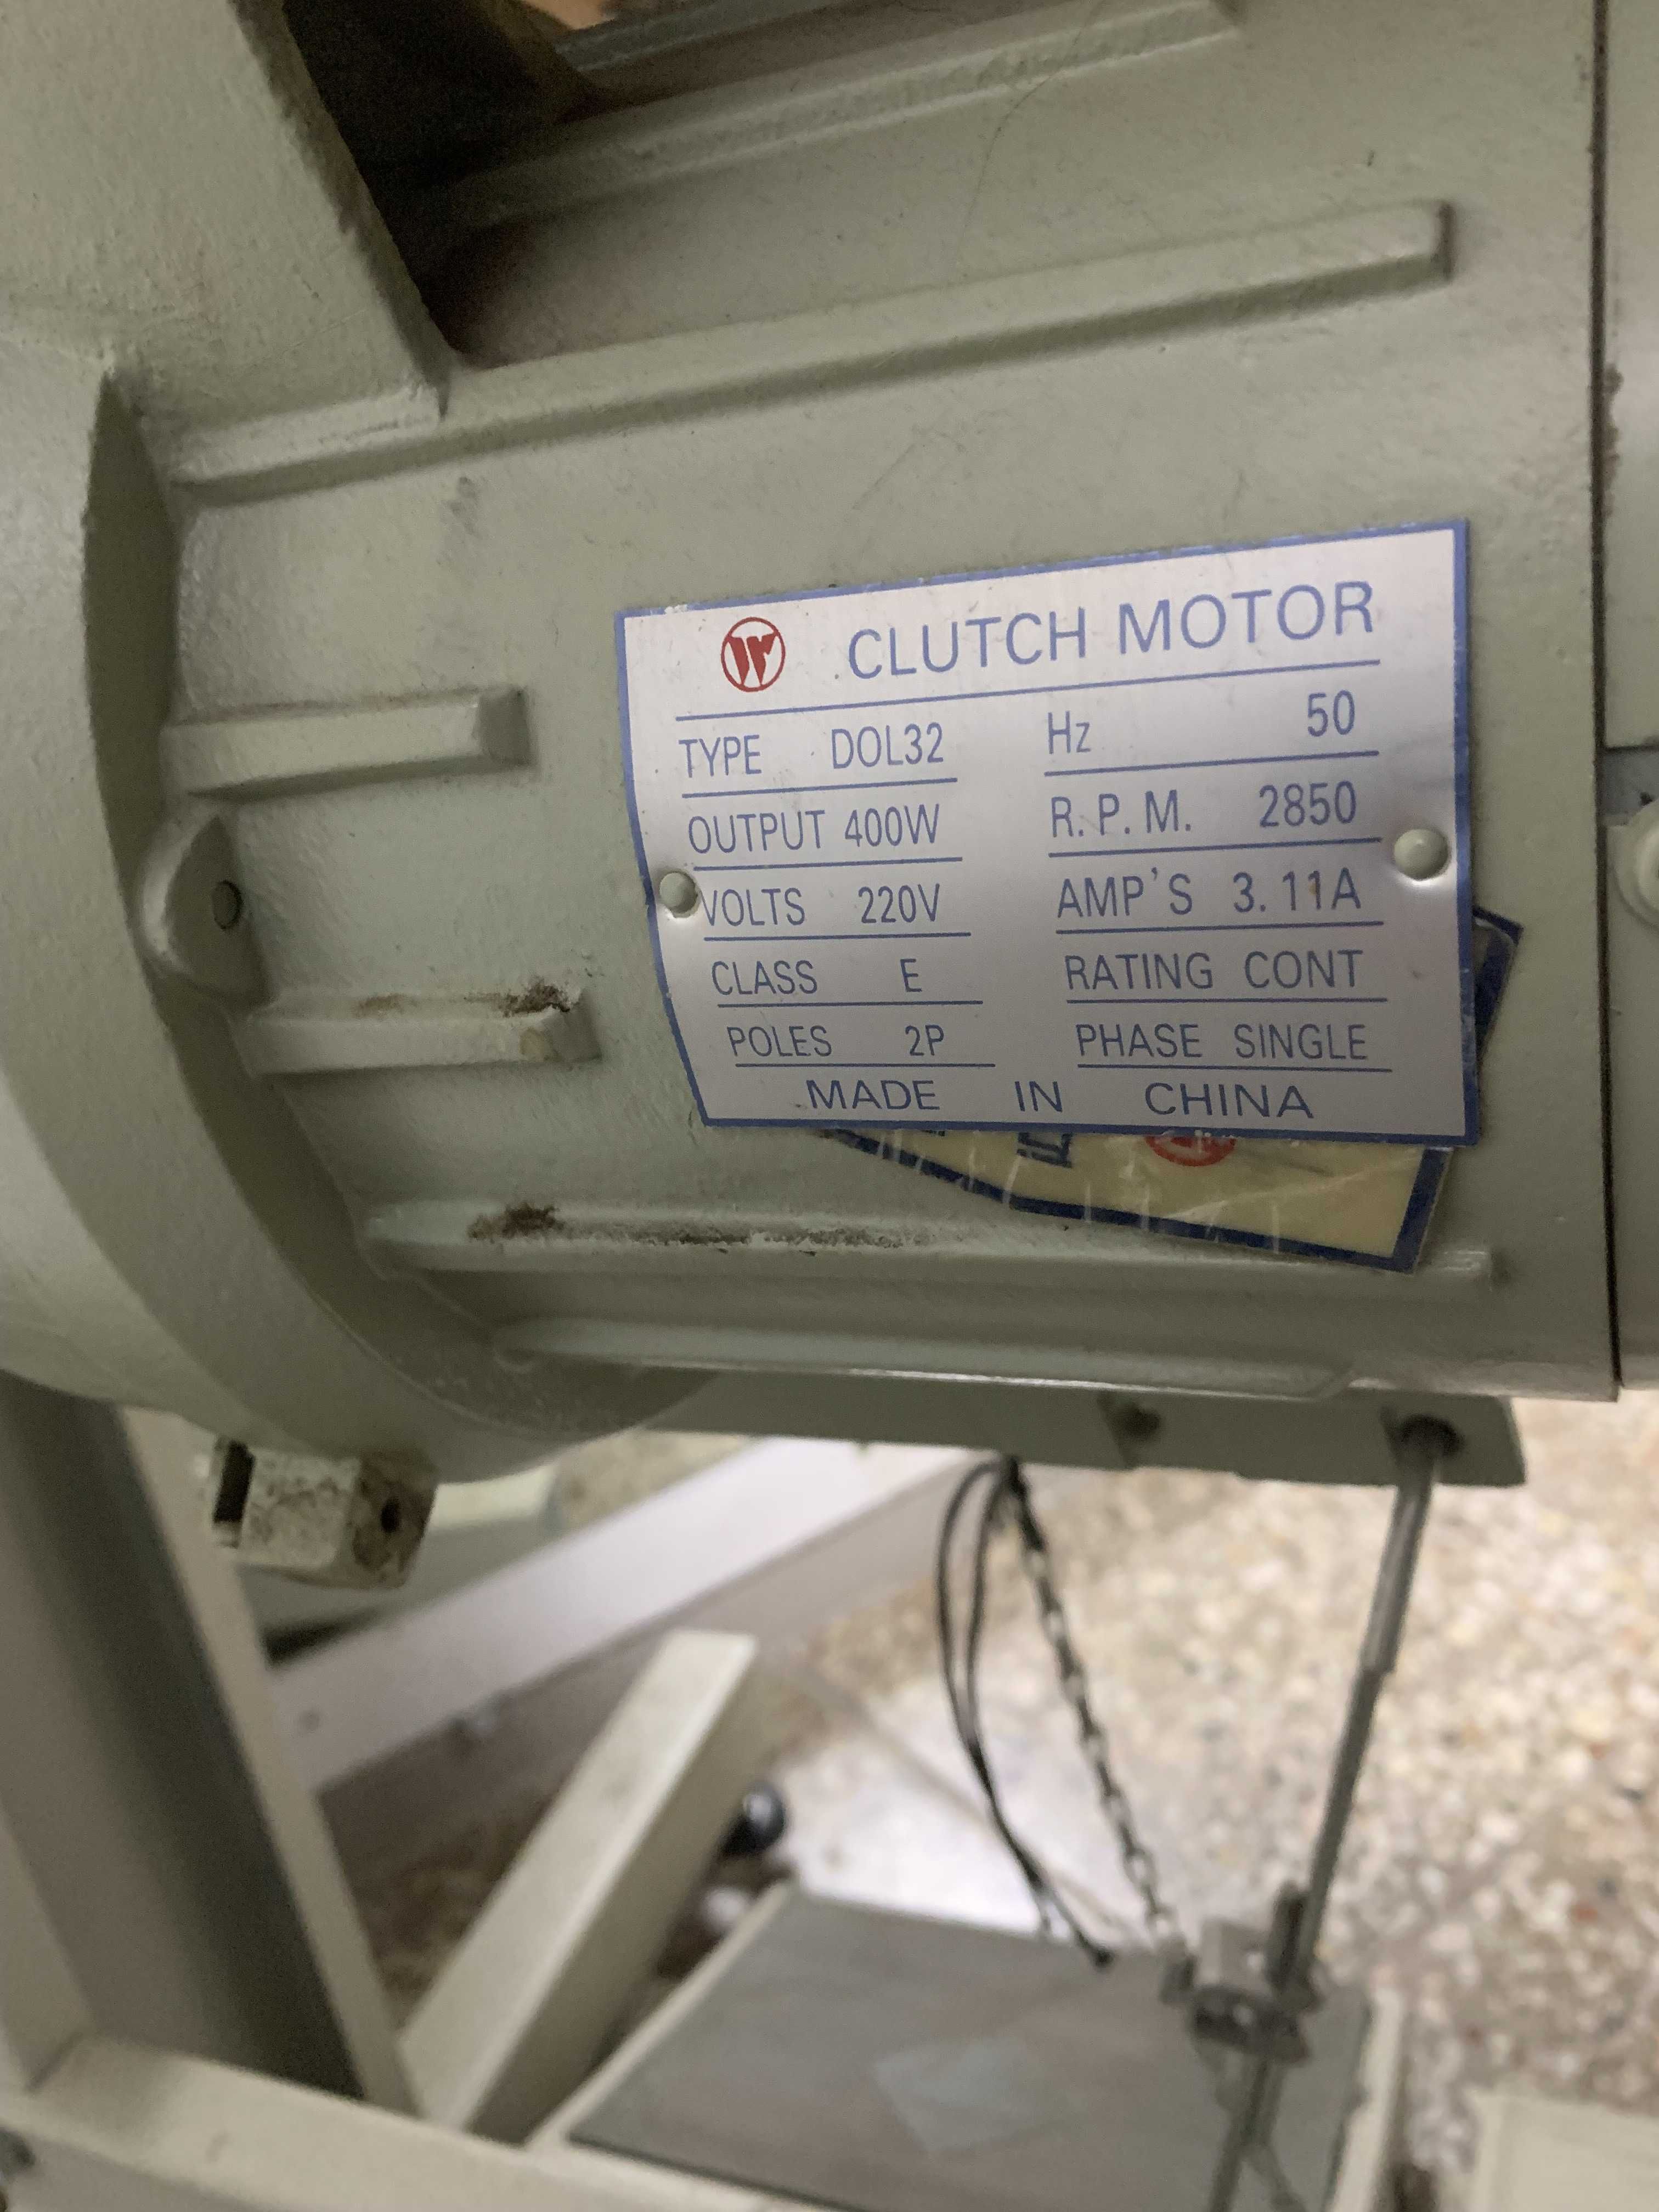 W CLUTCH MOTOR
TYPE DOL32 Hz 50
OUTPUT 400W R.P.M. 2850
VOLTS 220V AMP'S 3.11A
CLASS E RATING CONT
POLES 2P PHASE SINGLE
MADE IN CHINA